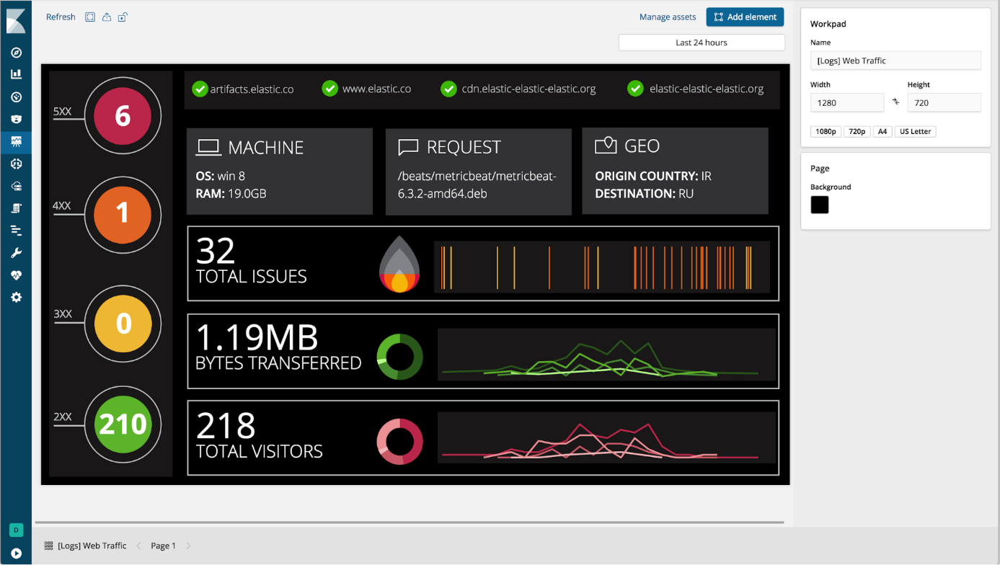 Refresh
Manage assets
Add element
Last 24 hours
5XX
6
4XX
1
3XX
0
2XX
210
artifacts.elastic.co
www.elastic.co
cdn.elastic-elastic-elastic.org
elastic-elastic-elastic.org
MACHINE
OS: win 8
RAM: 19.0GB
REQUEST
/beats/metricbeat/metricbeat-
6.3.2-amd64.deb
GEO
ORIGIN COUNTRY: IR
DESTINATION: RU
32
TOTAL ISSUES
1.19MB
BYTES TRANSFERRED
218
TOTAL VISITORS
Workpad
Name
[Logs] Web Traffic
Width
Height
1280
720
1080p
720p
A4
US Letter
Page
Background
D
[Logs] Web Traffic
Page 1